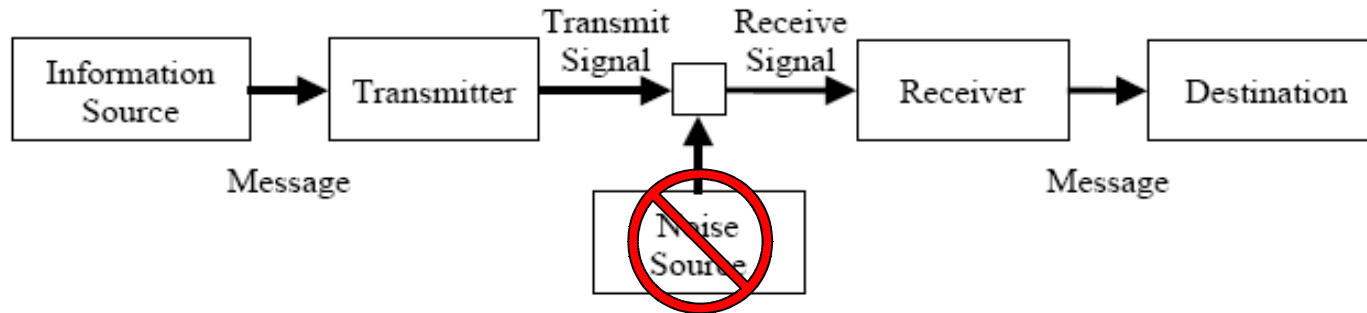 Transmit
Signal
Receive
Signal
Information
Source
Transmitter
Receiver
Destination
Message
Message
Noise
Source